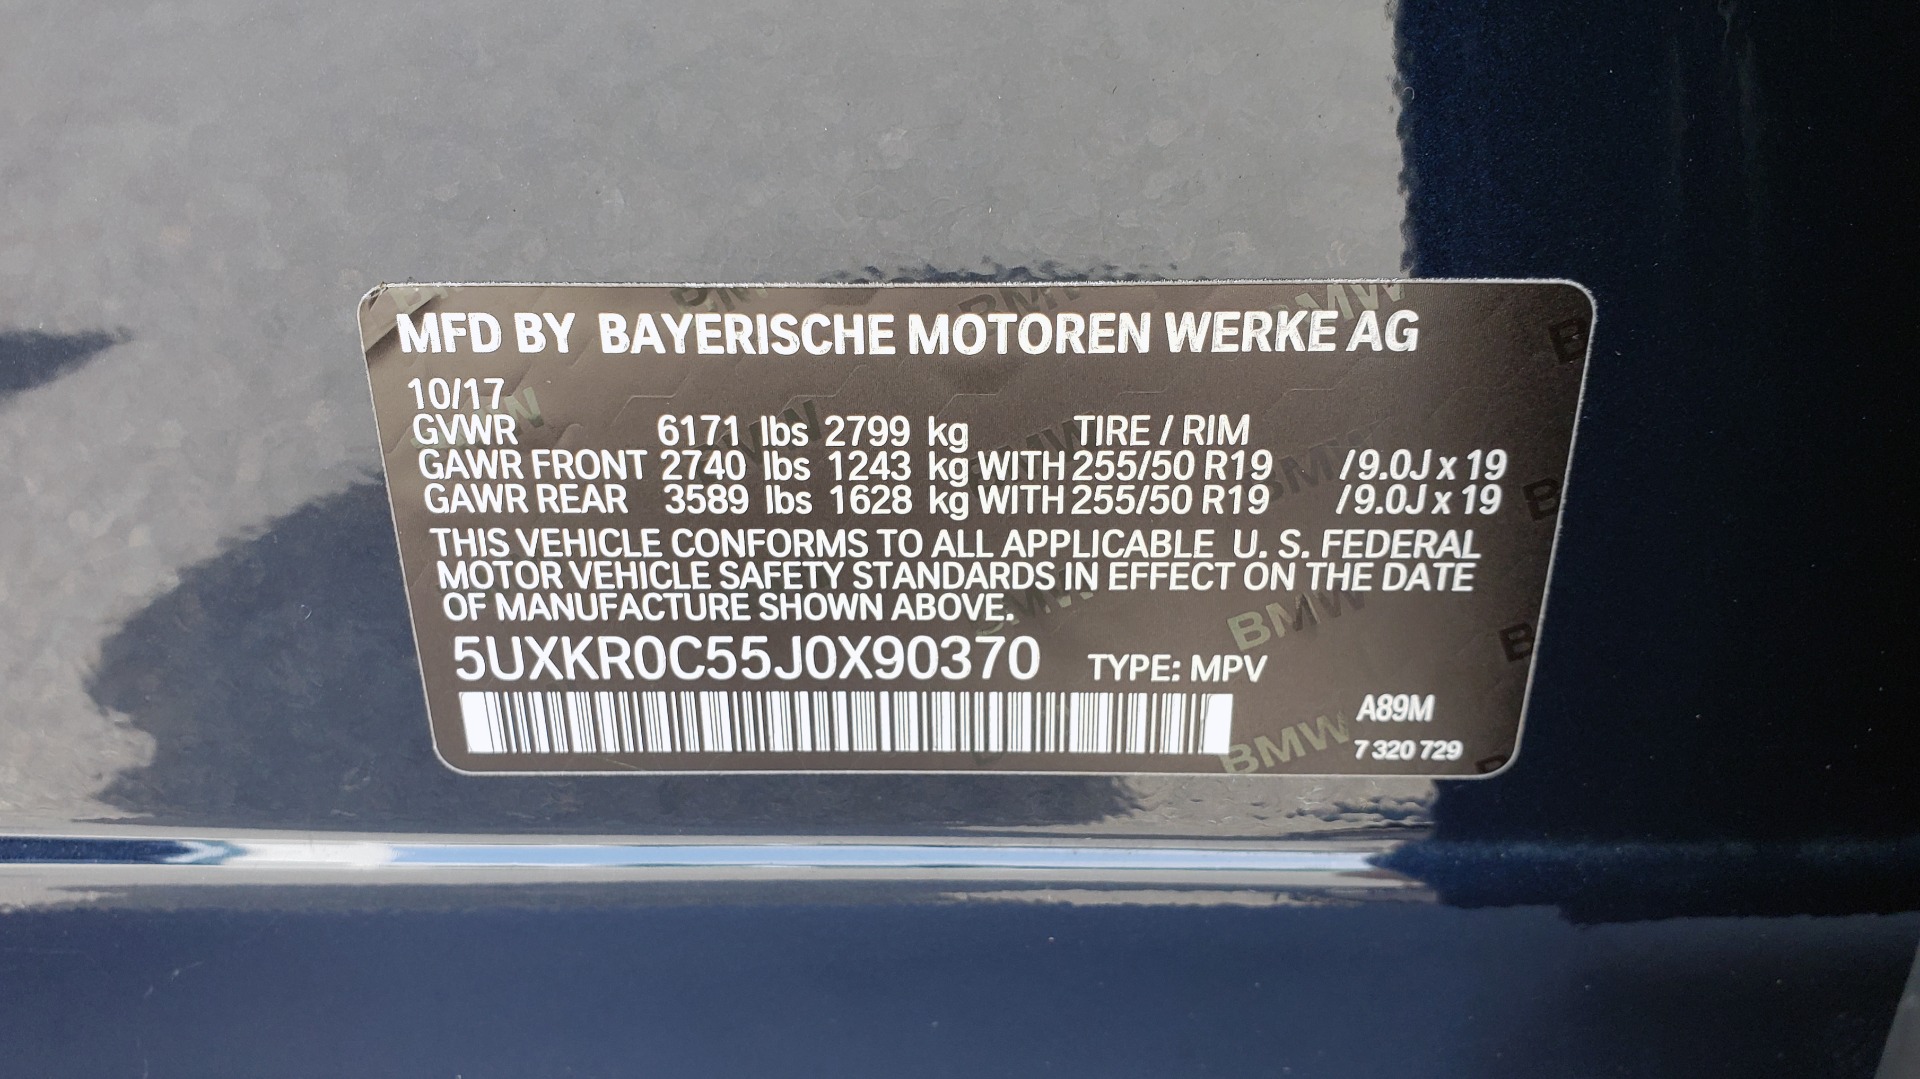 MFD BY BAYERISCHE MOTOREN WERKE AG
10/17
GVWR 6171 lbs 2799 kg TIRE / RIM
GAWR FRONT 2740 lbs 1243 kg WITH 255/50 R19 /9.0J x 19
GAWR REAR 3589 lbs 1628 kg WITH 255/50 R19 /9.0J x 19
THIS VEHICLE CONFORMS TO ALL APPLICABLE U. S. FEDERAL
MOTOR VEHICLE SAFETY STANDARDS IN EFFECT ON THE DATE
OF MANUFACTURE SHOWN ABOVE.
5UXKR0C55J0X90370 TYPE: MPV
A89M
7 320 729